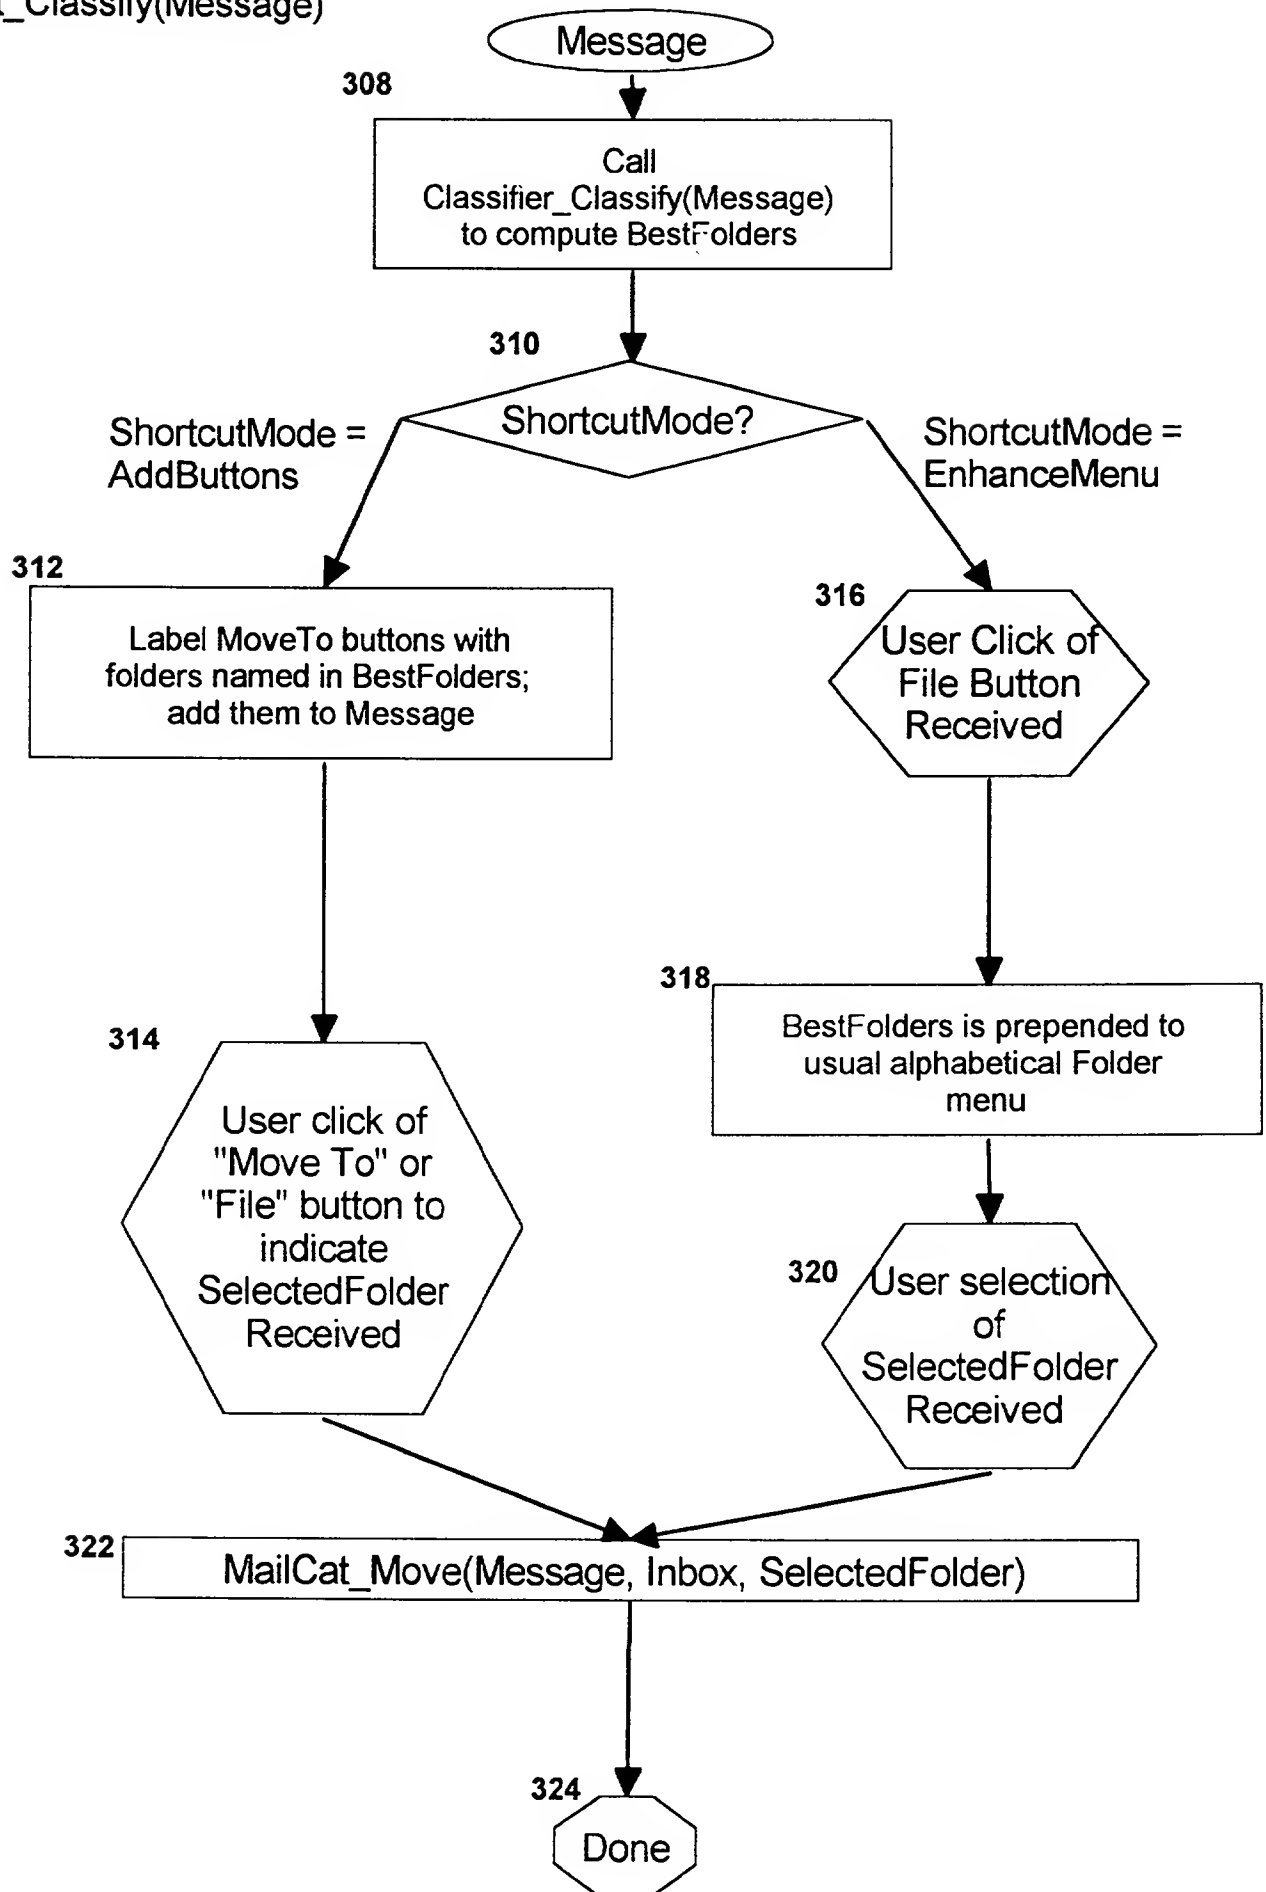 _Classify(Message)
Message
308
Call
Classifier_Classify(Message)
to compute BestFolders
310
ShortcutMode?
ShortcutMode =
AddButtons
ShortcutMode =
EnhanceMenu
312
Label MoveTo buttons with
folders named in BestFolders;
add them to Message
316
User Click of
File Button
Received
318
BestFolders is prepended to
usual alphabetical Folder
menu
314
User click of
"Move To" or
"File" button to
indicate
SelectedFolder
Received
320
User selection
of
SelectedFolder
Received
322
MailCat_Move(Message, Inbox, SelectedFolder)
324
Done